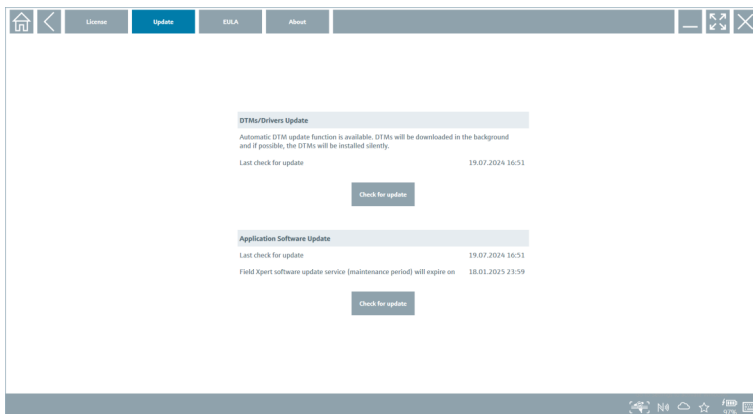 License
Update
EULA
About
DTMs/Drivers Update
Automatic DTM update function is available. DTMs will be downloaded in the background
and if possible, the DTMs will be installed silently.
Last check for update 19.07.2024 16:51
Check for update
Application Software Update
Last check for update 19.07.2024 16:51
Field Xpert software update service (maintenance period) will expire on 18.01.2025 23:59
Check for update
97%